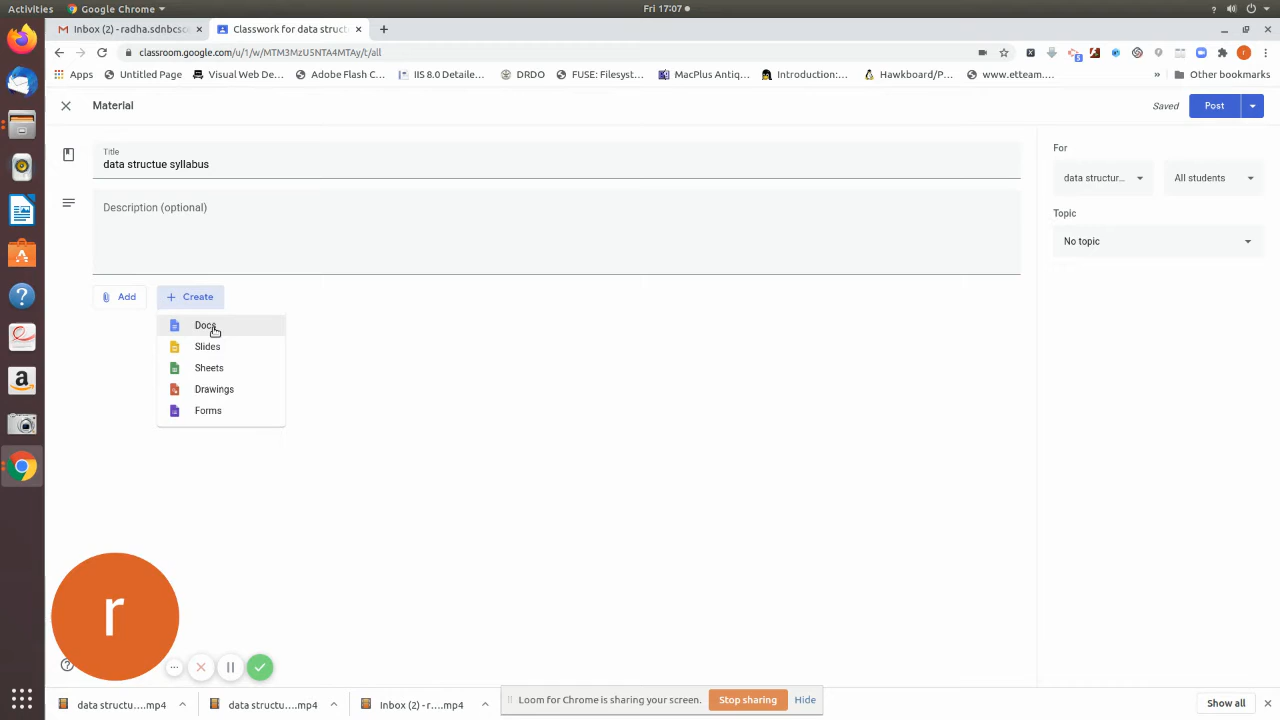 Activities
Google Chrome
Fri 17:07
?
Inbox (2) - radha.sdnbcsc
Classwork for data struct
classroom.google.com/u/1/w/MTM3MzU5NTA4MTAy/t/all
5
r
Apps
Untitled Page
Visual Web De...
Adobe Flash C...
IIS 8.0 Detaile...
DRDO
FUSE: Filesyst...
MacPlus Antiq...
Introduction:...
Hawkboard/P...
www.etteam....
»
Other bookmarks
Material
Saved
Post
Title
data structue syllabus
Description (optional)
Add
+ Create
Docs
Slides
Sheets
Drawings
Forms
For
data structur...
All students
Topic
No topic
r
...
?
Loom for Chrome is sharing your screen.
Stop sharing
Hide
data structu....mp4
data structu....mp4
Inbox (2) - r....mp4
Show all